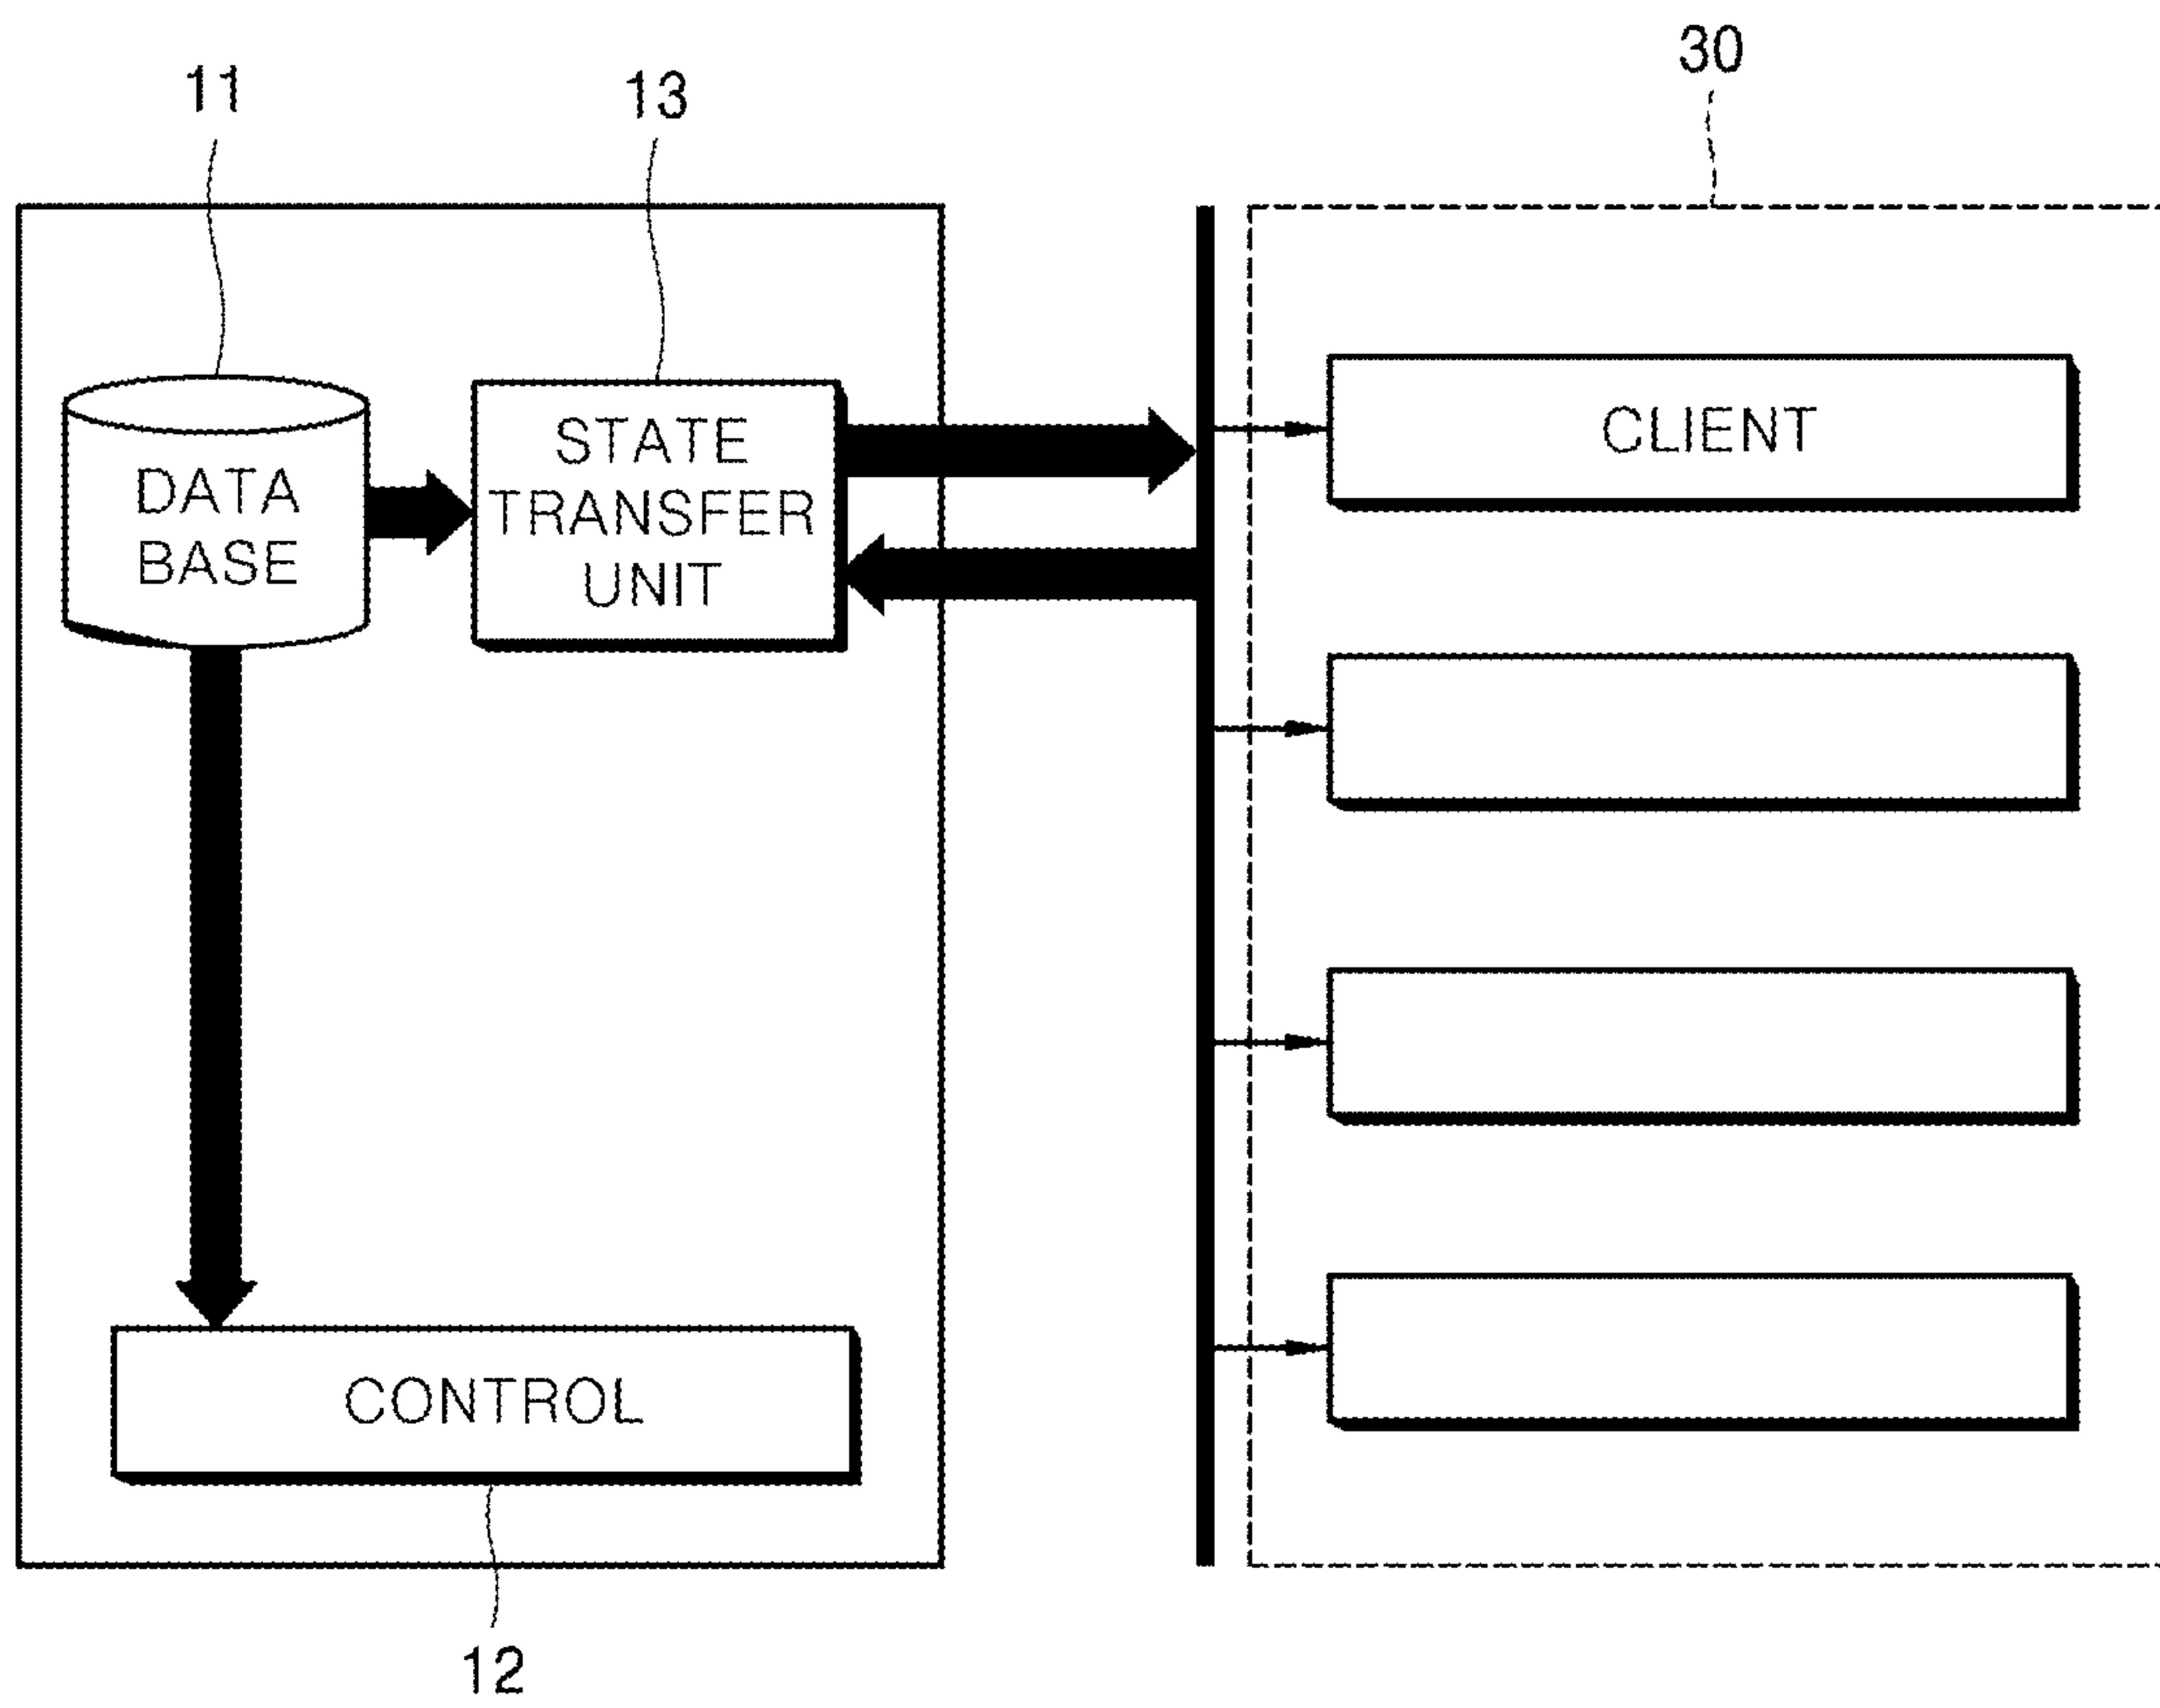 30
11
13
STATE
TRANSFER
UNIT
DATA
BASE
CLIENT
CONTROL
12